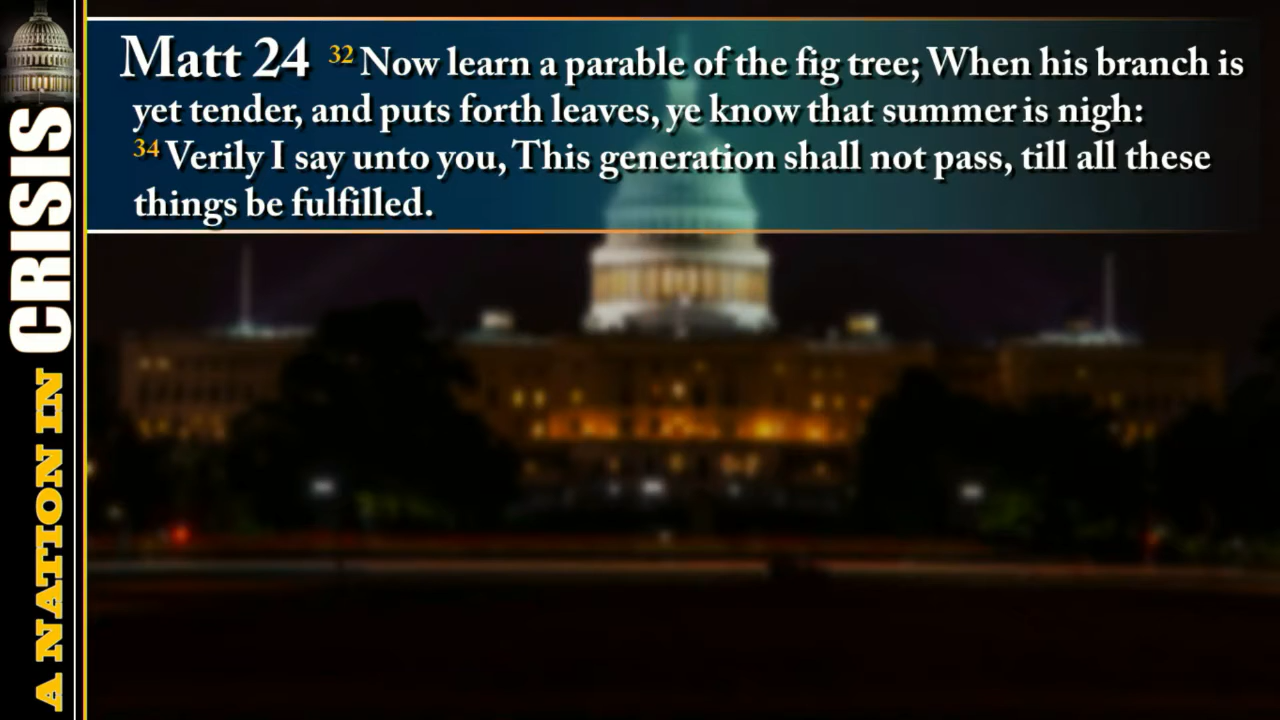 Matt 24 32 Now learn a parable of the fig tree; When his branch is
yet tender, and puts forth leaves, ye know that summer is nigh:
34 Verily I say unto you, This generation shall not pass, till all these
things be fulfilled.
A NATION IN CRISIS